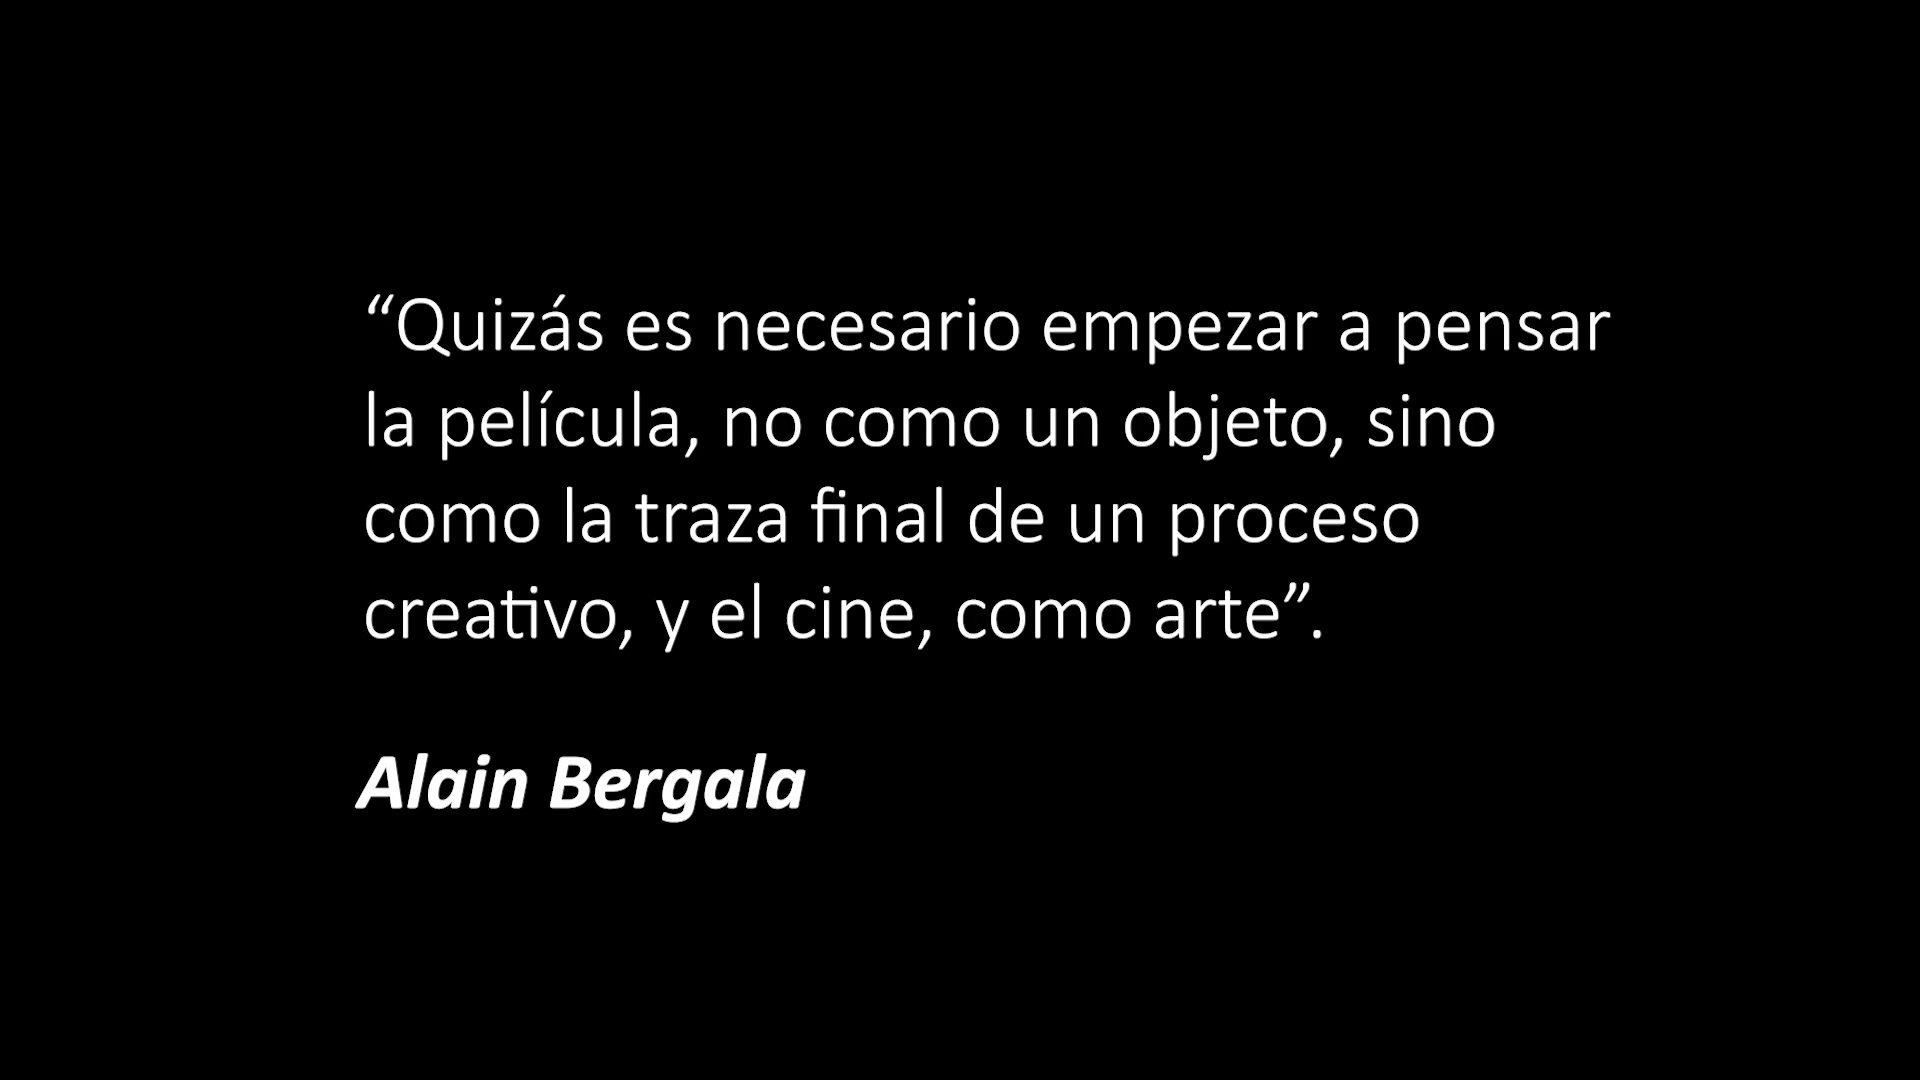 “Quizás es necesario empezar a pensar
la película, no como un objeto, sino
como la traza final de un proceso
creativo, y el cine, como arte”.
Alain Bergala